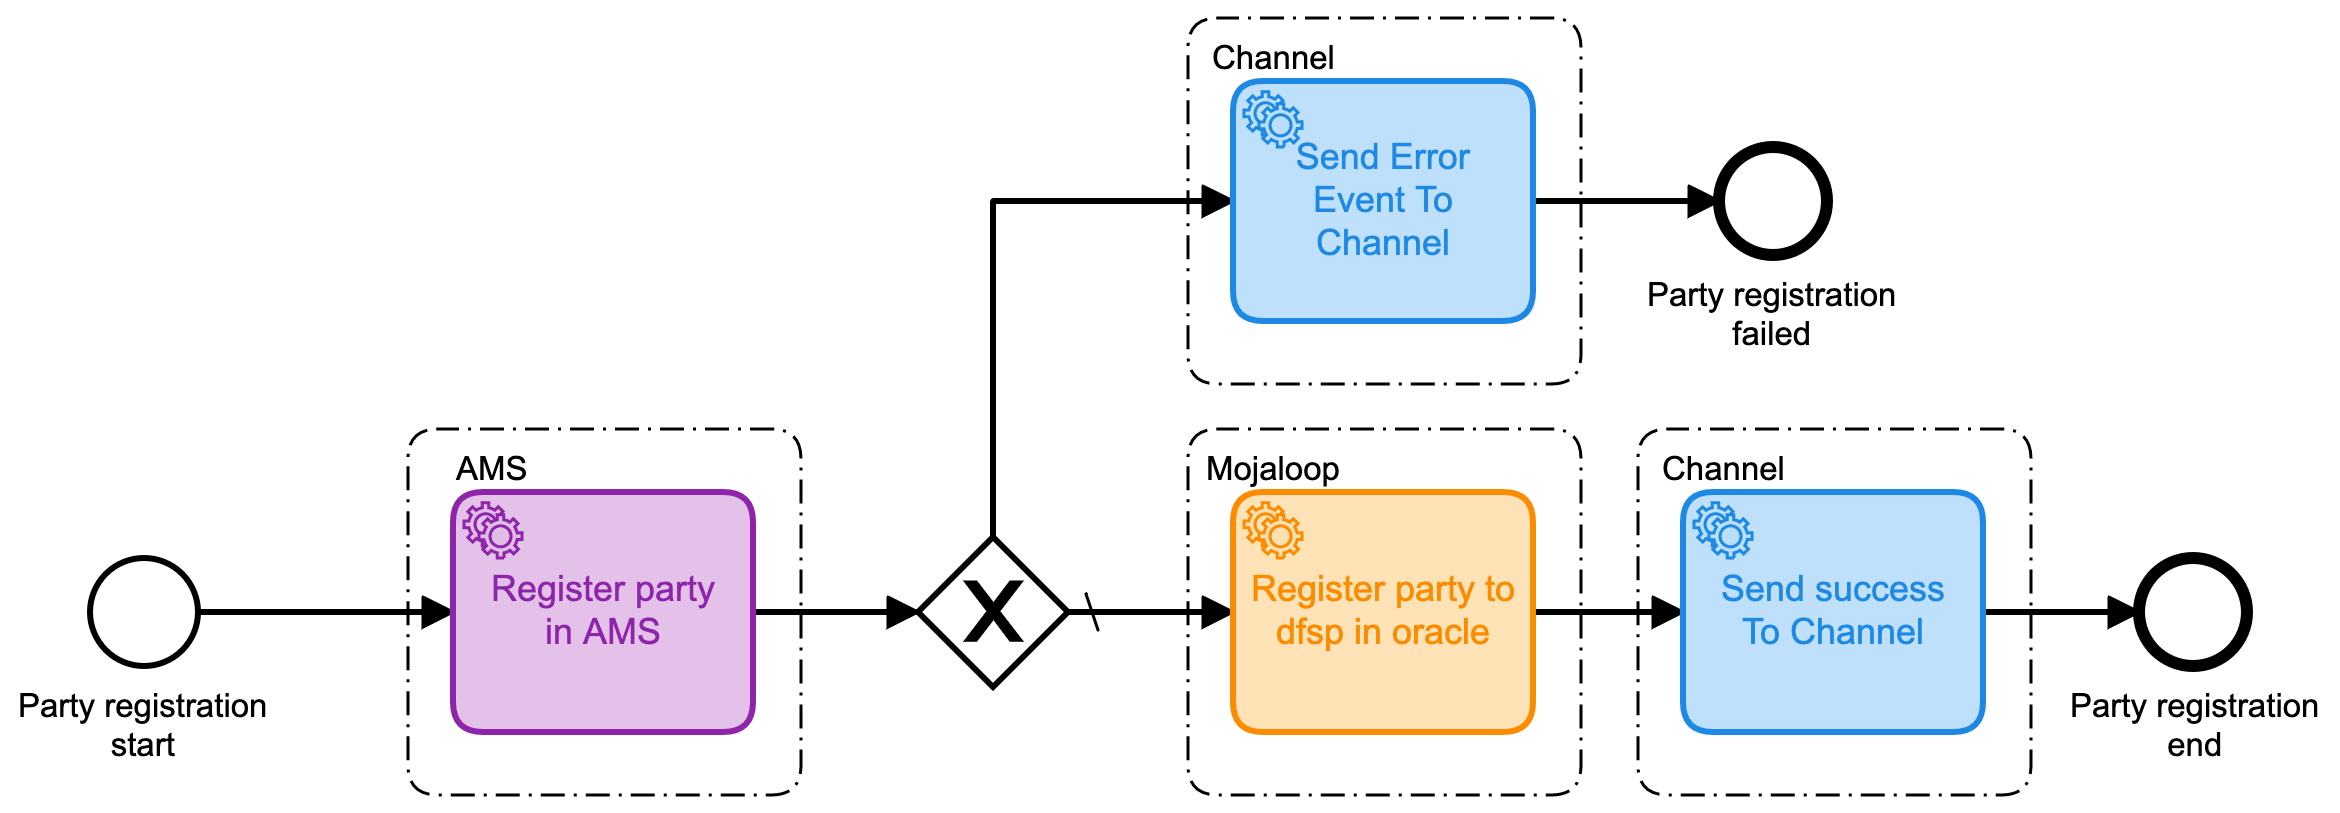 Channel
Send Error
Event To
Channel
Party registration
failed
AMS
Register party
in AMS
Party registration
start
X
Mojaloop
Register party to
dfsp in oracle
Channel
Send success
To Channel
Party registration
end